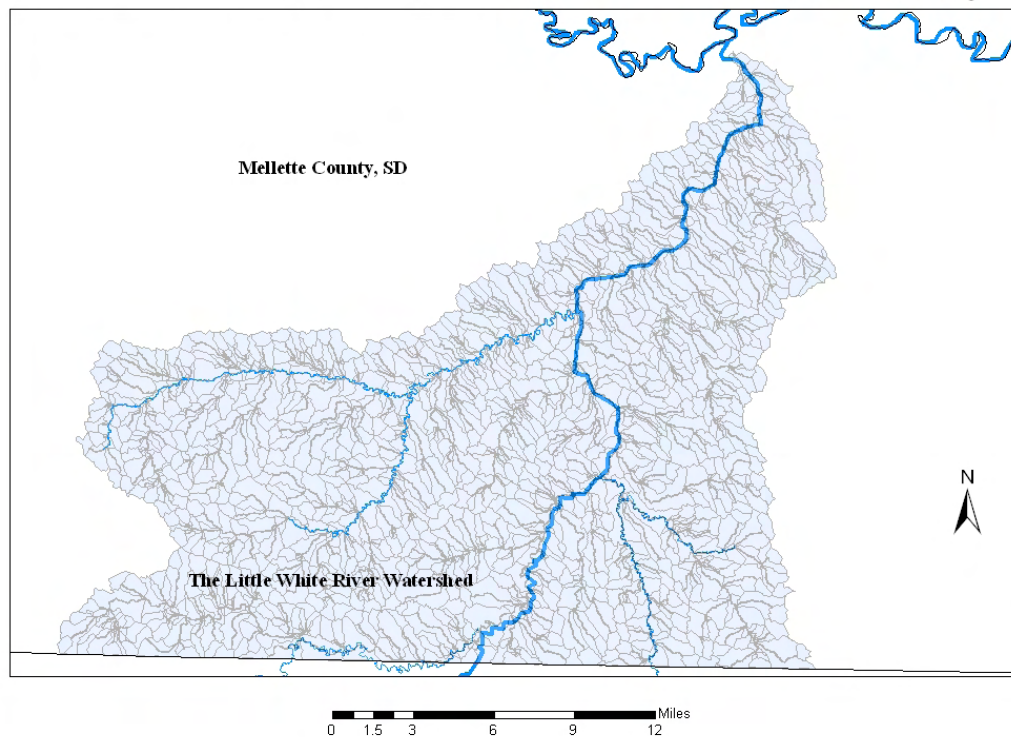 Mellette County, SD
N
The Little White River Watershed
Miles
0 1.5 3 6 9 12